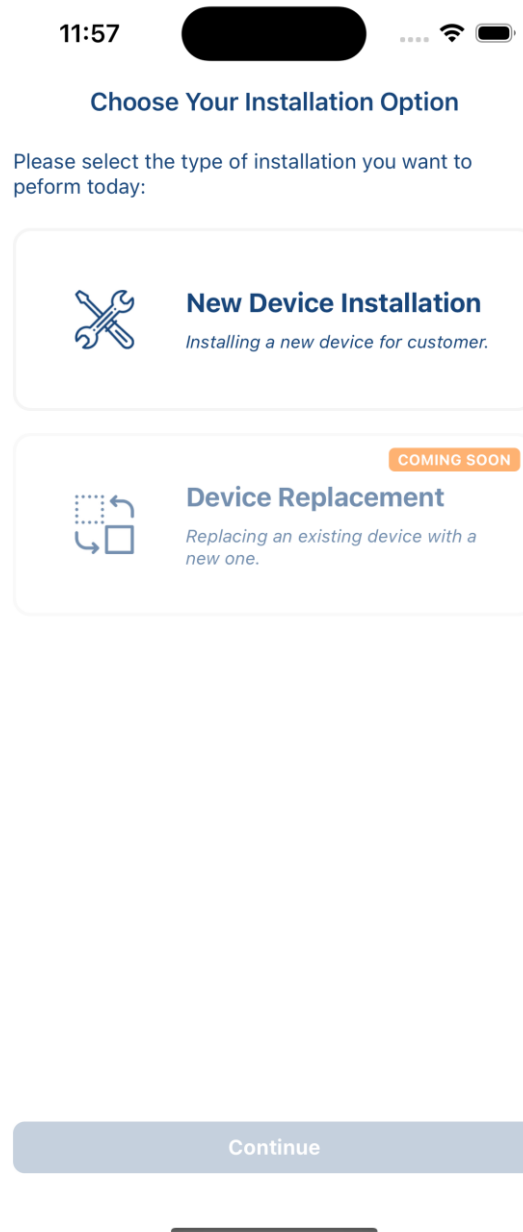 11:57
Choose Your Installation Option
Please select the type of installation you want to
peform today:
New Device Installation
Installing a new device for customer.
COMING SOON
Device Replacement
Replacing an existing device with a
new one.
Continue